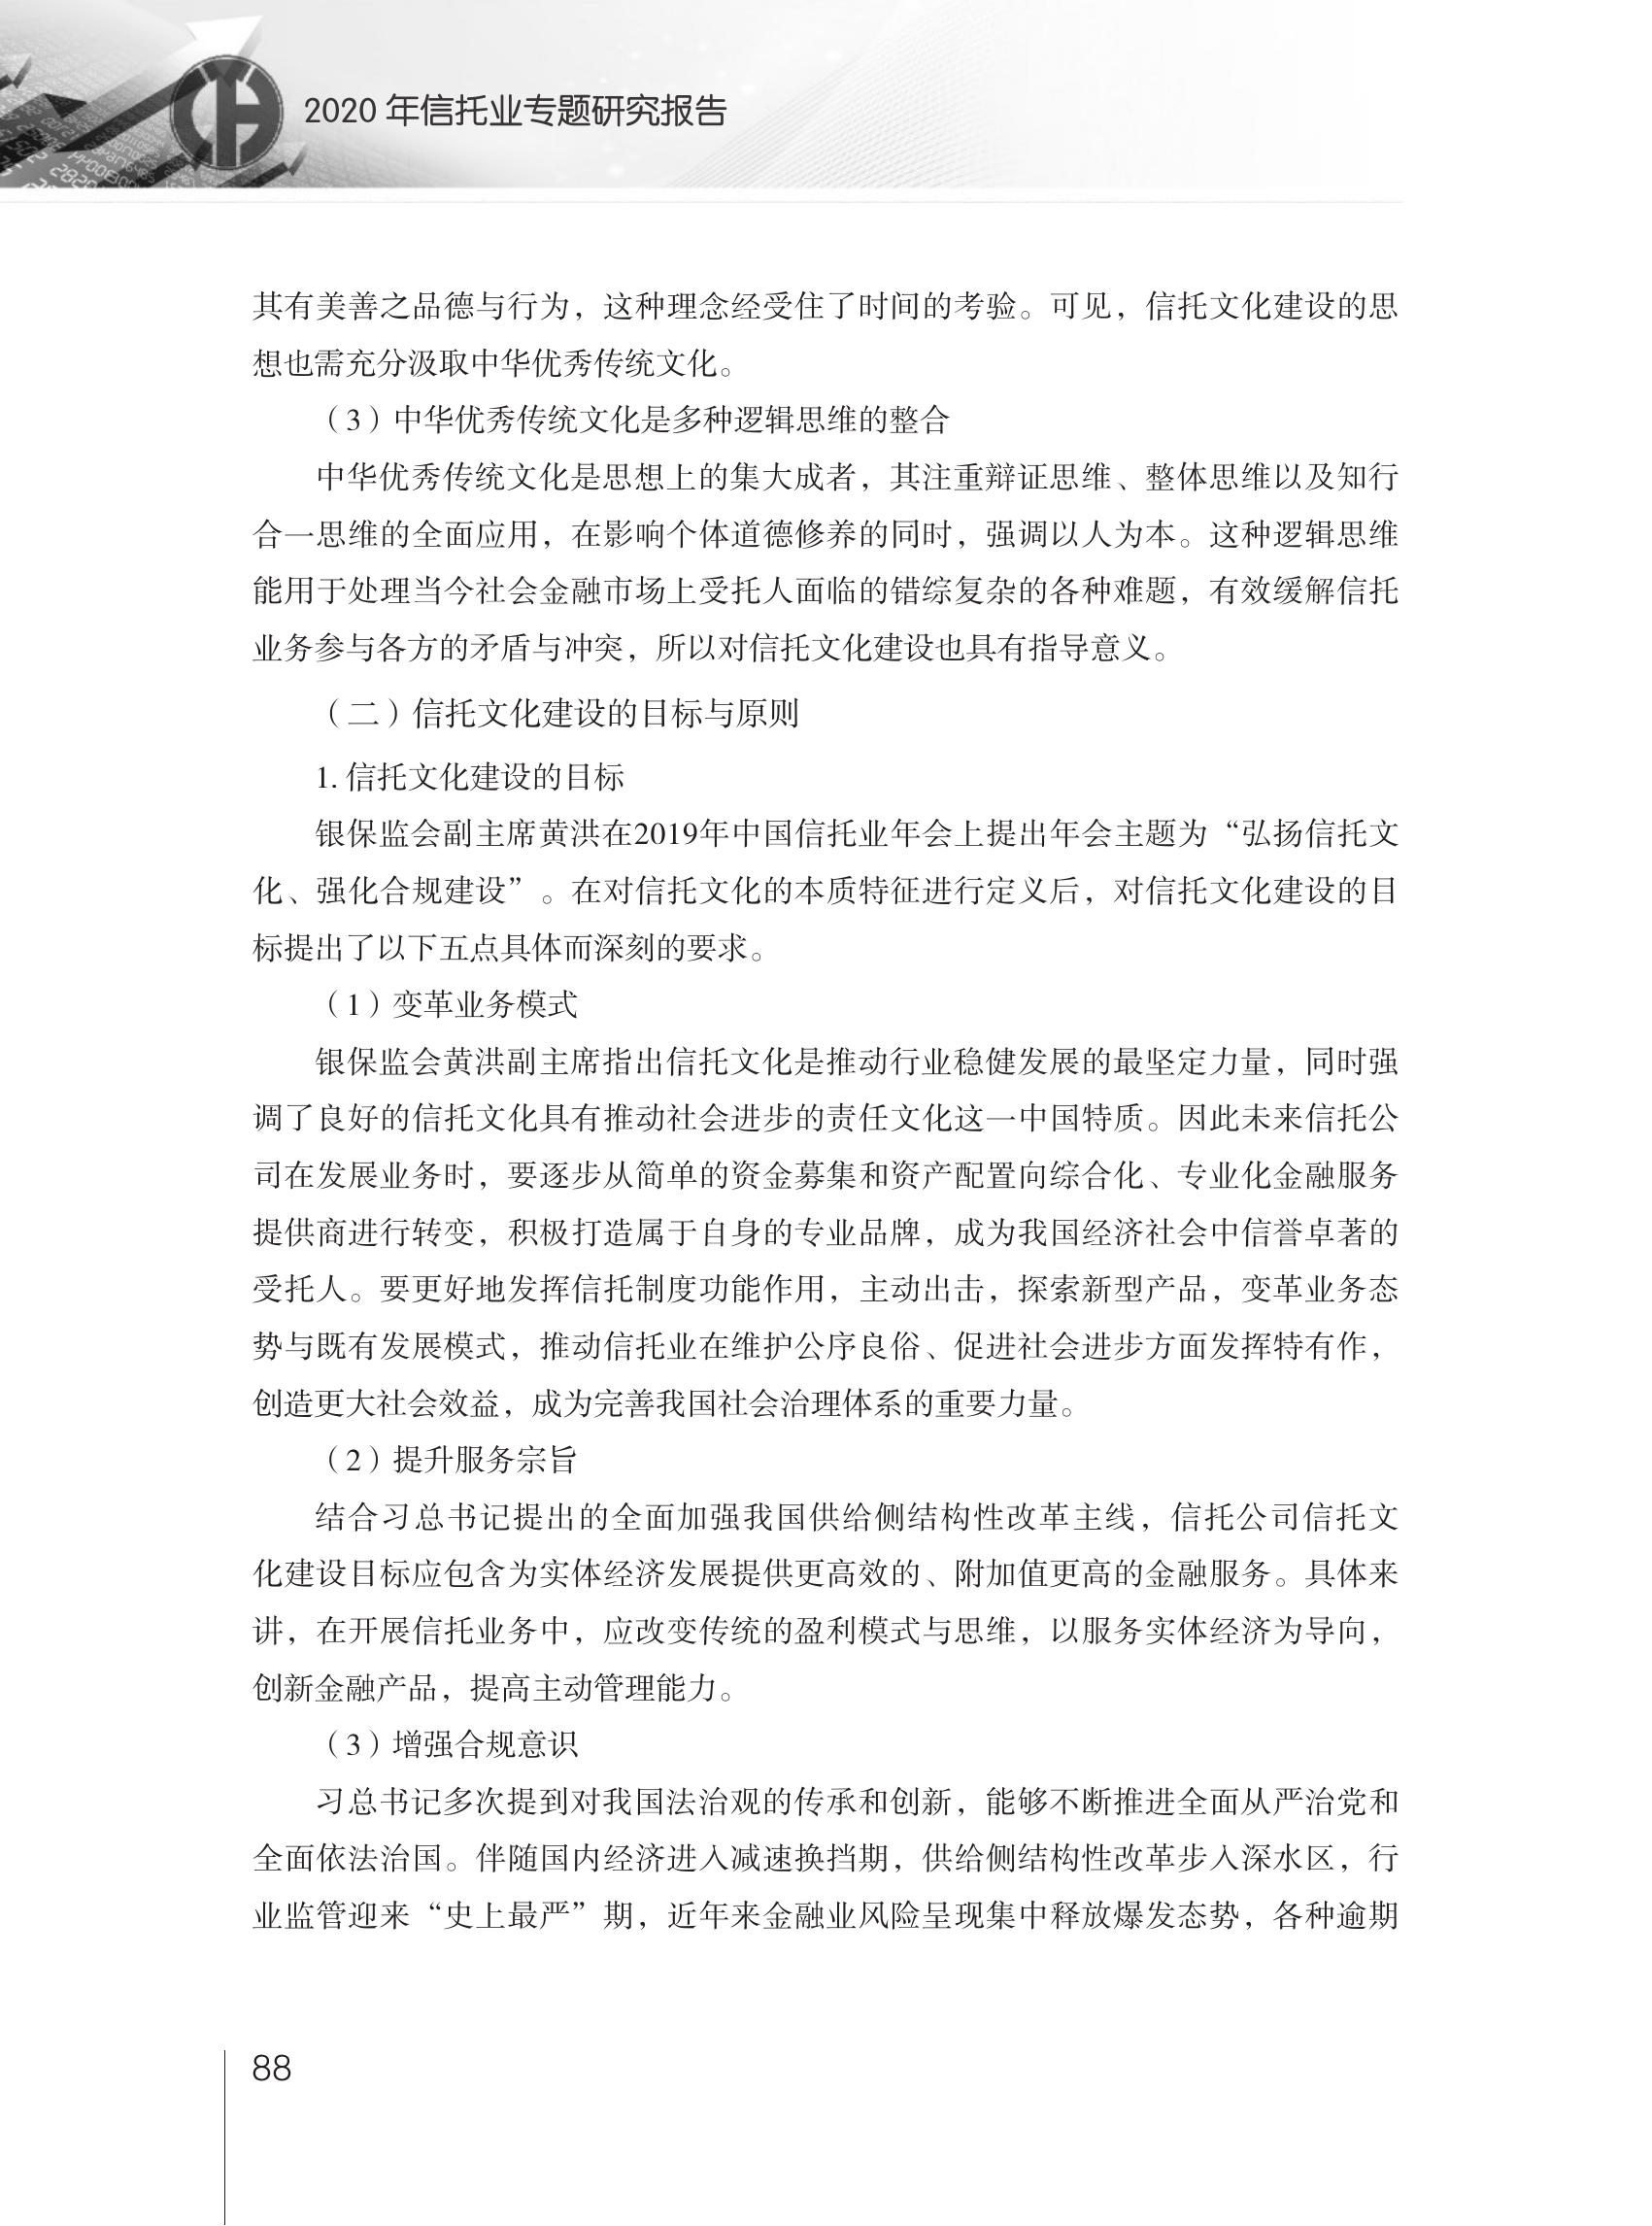 2020 年信托业专题研究报告
其有美善之品德与行为，这种理念经受住了时间的考验。可见，信托文化建设的思
想也需充分汲取中华优秀传统文化。
（3）中华优秀传统文化是多种逻辑思维的整合
中华优秀传统文化是思想上的集大成者，其注重辩证思维、整体思维以及知行
合一思维的全面应用，在影响个体道德修养的同时，强调以人为本。这种逻辑思维
能用于处理当今社会金融市场上受托人面临的错综复杂的各种难题，有效缓解信托
业务参与各方的矛盾与冲突，所以对信托文化建设也具有指导意义。
（二）信托文化建设的目标与原则
1. 信托文化建设的目标
银保监会副主席黄洪在2019年中国信托业年会上提出年会主题为“弘扬信托文
化、强化合规建设”。在对信托文化的本质特征进行定义后，对信托文化建设的目
标提出了以下五点具体而深刻的要求。
（1）变革业务模式
银保监会黄洪副主席指出信托文化是推动行业稳健发展的最坚定力量，同时强
调了良好的信托文化具有推动社会进步的责任文化这一中国特质。因此未来信托公
司在发展业务时，要逐步从简单的资金募集和资产配置向综合化、专业化金融服务
提供商进行转变，积极打造属于自身的专业品牌，成为我国经济社会中信誉卓著的
受托人。要更好地发挥信托制度功能作用，主动出击，探索新型产品，变革业务态
势与既有发展模式，推动信托业在维护公序良俗、促进社会进步方面发挥特有作，
创造更大社会效益，成为完善我国社会治理体系的重要力量。
（2）提升服务宗旨
结合习总书记提出的全面加强我国供给侧结构性改革主线，信托公司信托文
化建设目标应包含为实体经济发展提供更高效的、附加值更高的金融服务。具体来
讲，在开展信托业务中，应改变传统的盈利模式与思维，以服务实体经济为导向，
创新金融产品，提高主动管理能力。
（3）增强合规意识
习总书记多次提到对我国法治观的传承和创新，能够不断推进全面从严治党和
全面依法治国。伴随国内经济进入减速换挡期，供给侧结构性改革步入深水区，行
业监管迎来“史上最严”期，近年来金融业风险呈现集中释放爆发态势，各种逾期
88